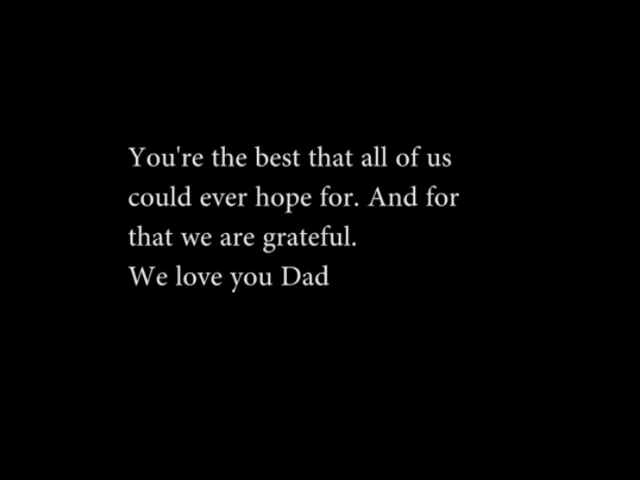 You're the best that all of us
could ever hope for. And for
that we are grateful.
We love you Dad